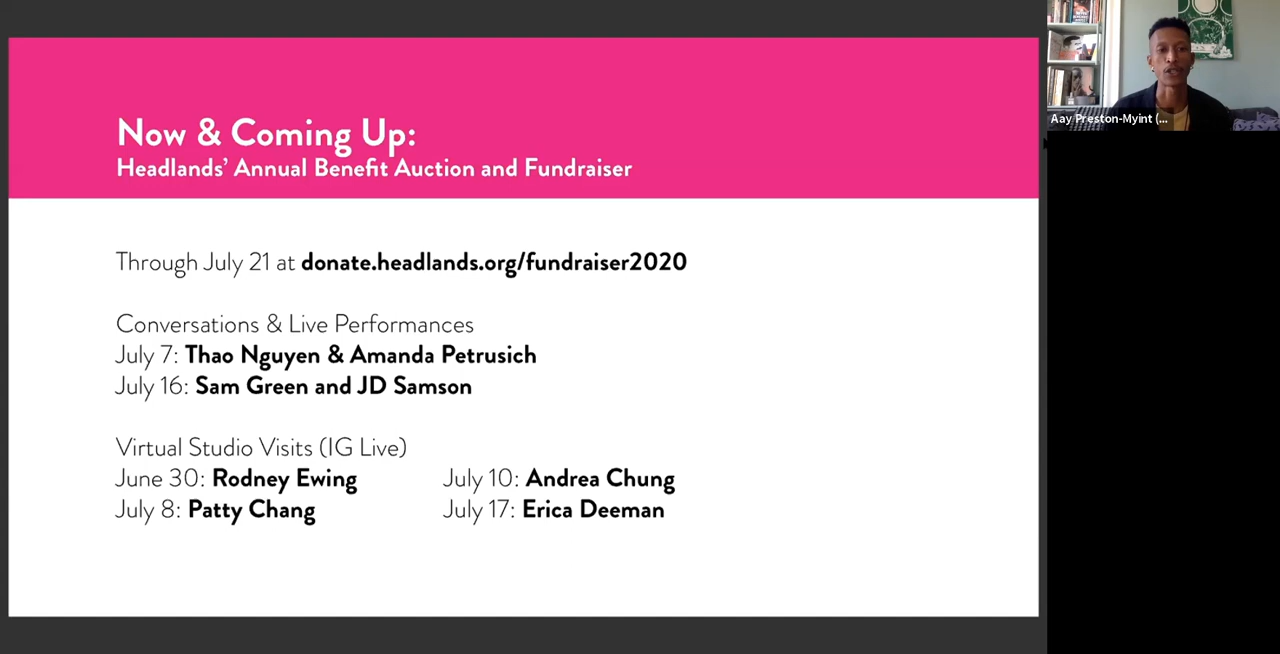 Now & Coming Up:
Headlands’ Annual Benefit Auction and Fundraiser
Through July 21 at donate.headlands.org/fundraiser2020
Conversations & Live Performances
July 7: Thao Nguyen & Amanda Petrusich
July 16: Sam Green and JD Samson
Virtual Studio Visits (IG Live)
June 30: Rodney Ewing
July 8: Patty Chang
July 10: Andrea Chung
July 17: Erica Deeman
Aay Preston-Myint (...